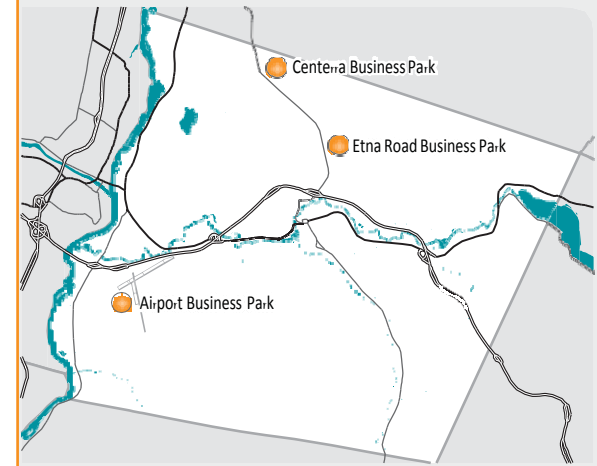 Centerra Business Park
Etna Road Business Park
Airport Business Park